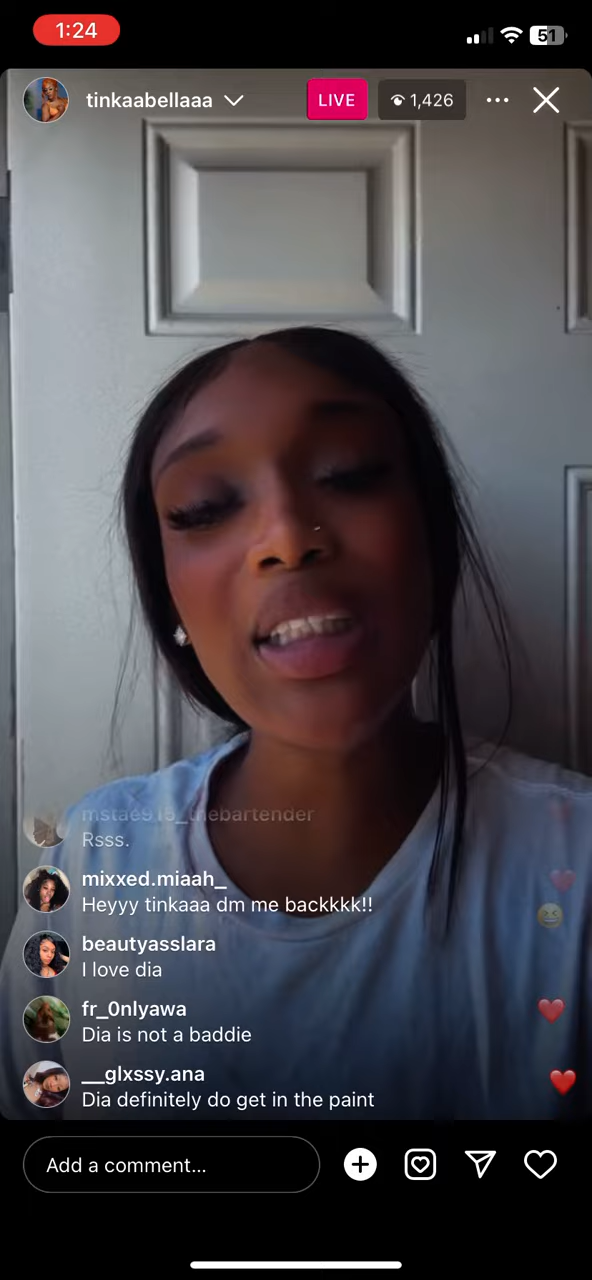 1:24
51
tinkaabellaaa
LIVE
1,426
mstae916_thebartender
Rsss.
mixxed.miaah_
Heyyy tinkaaa dm me backkkk!!
beautyasslara
I love dia
fr_0nlyawa
Dia is not a baddie
__glxssy.ana
Dia definitely do get in the paint
Add a comment...